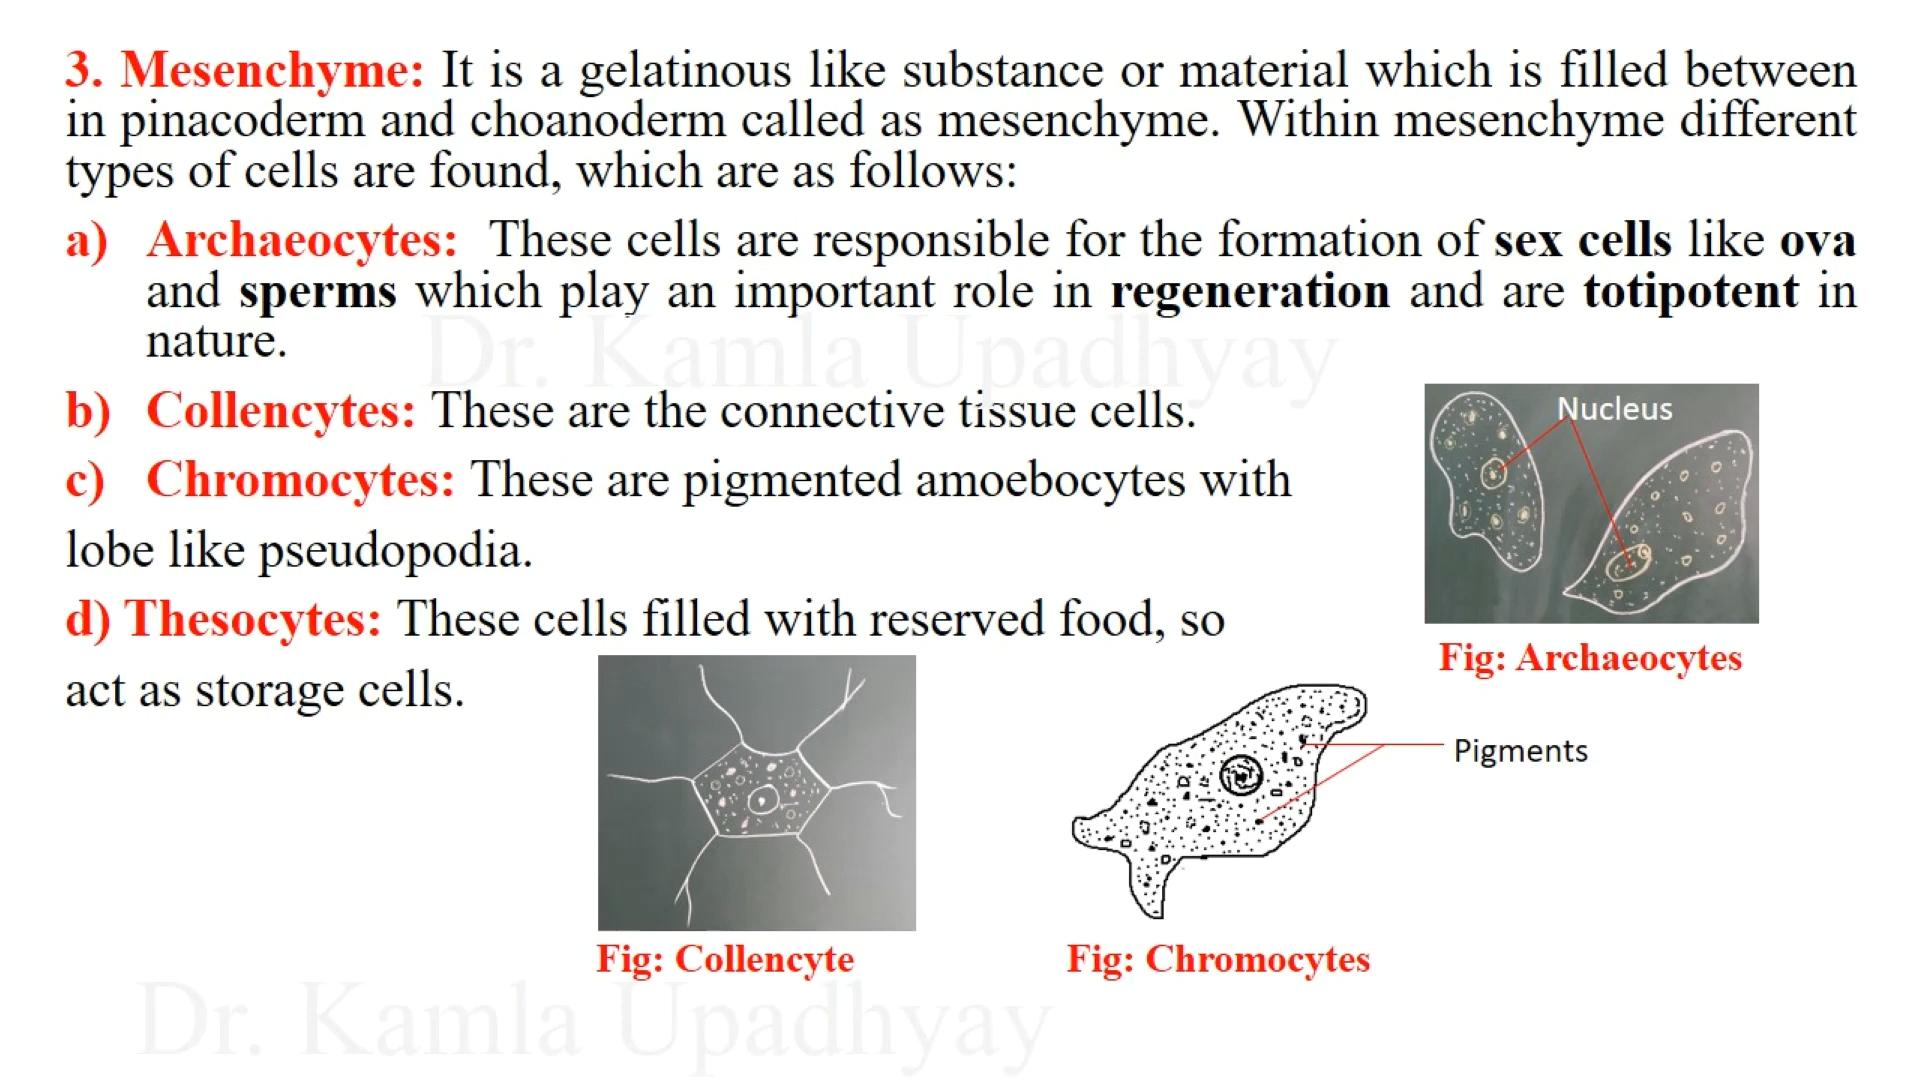 3. Mesenchyme: It is a gelatinous like substance or material which is filled between
in pinacoderm and choanoderm called as mesenchyme. Within mesenchyme different
types of cells are found, which are as follows:
a) Archaeocytes: These cells are responsible for the formation of sex cells like ova
and sperms which play an important role in regeneration and are totipotent in
nature.
Dr. Kamla Upadhyay
b) Collencytes: These are the connective tissue cells.
c) Chromocytes: These are pigmented amoebocytes with
lobe like pseudopodia.
d) Thesocytes: These cells filled with reserved food, so
act as storage cells.
Nucleus
Fig: Archaeocytes
Pigments
Fig: Collencyte
Fig: Chromocytes
Dr. Kamla Upadhyay